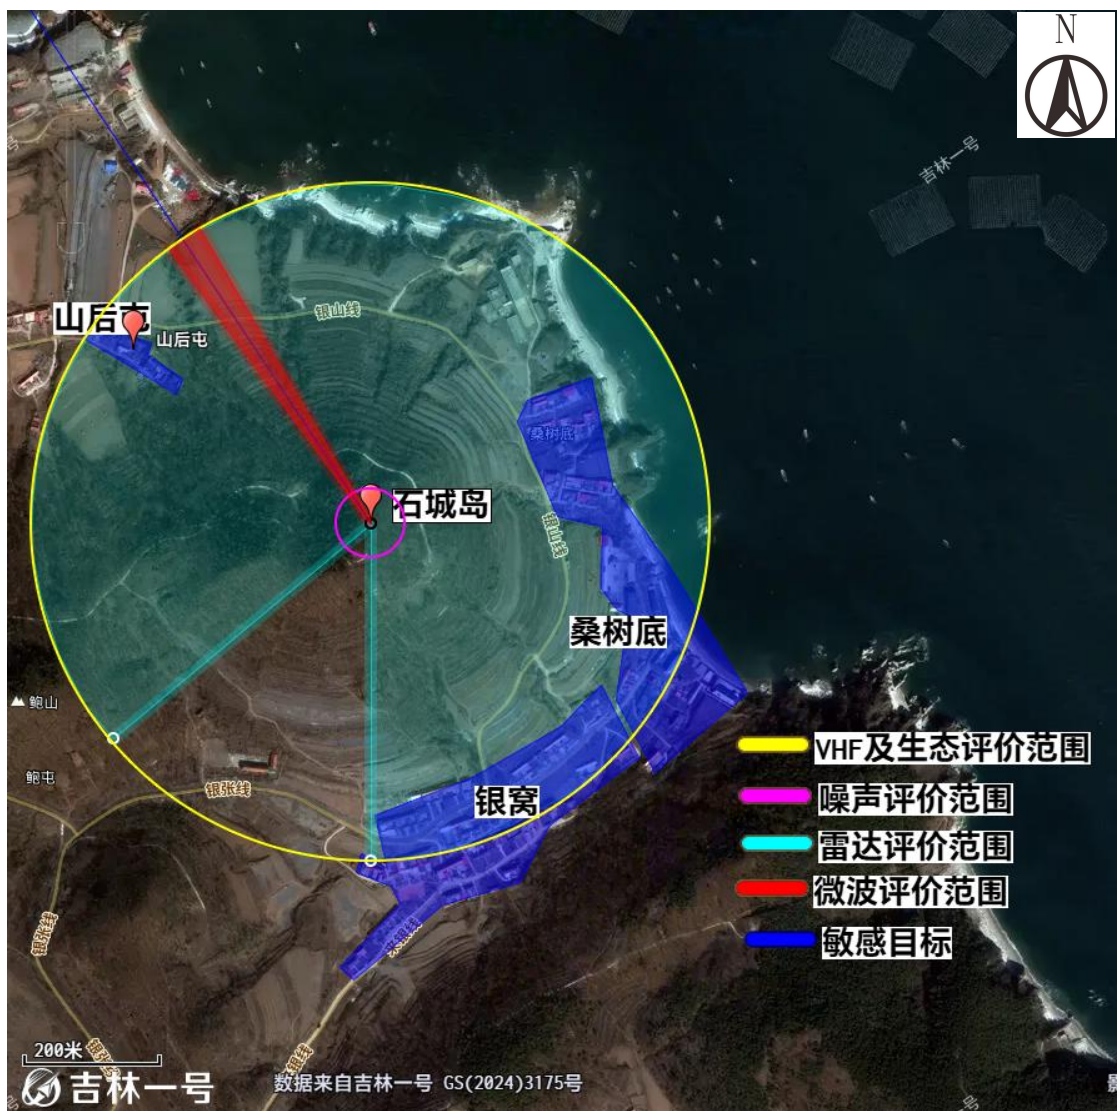 N
吉林一号
银山线
山后屯
山后屯
桑树底
石城岛
银山线
桑树底
鲍山
VHF及生态评价范围
鲍屯
银张线
银窝
噪声评价范围
雷达评价范围
微波评价范围
银张线
敏感目标
200米
吉林一号
数据来自吉林一号 GS(2024)3175号